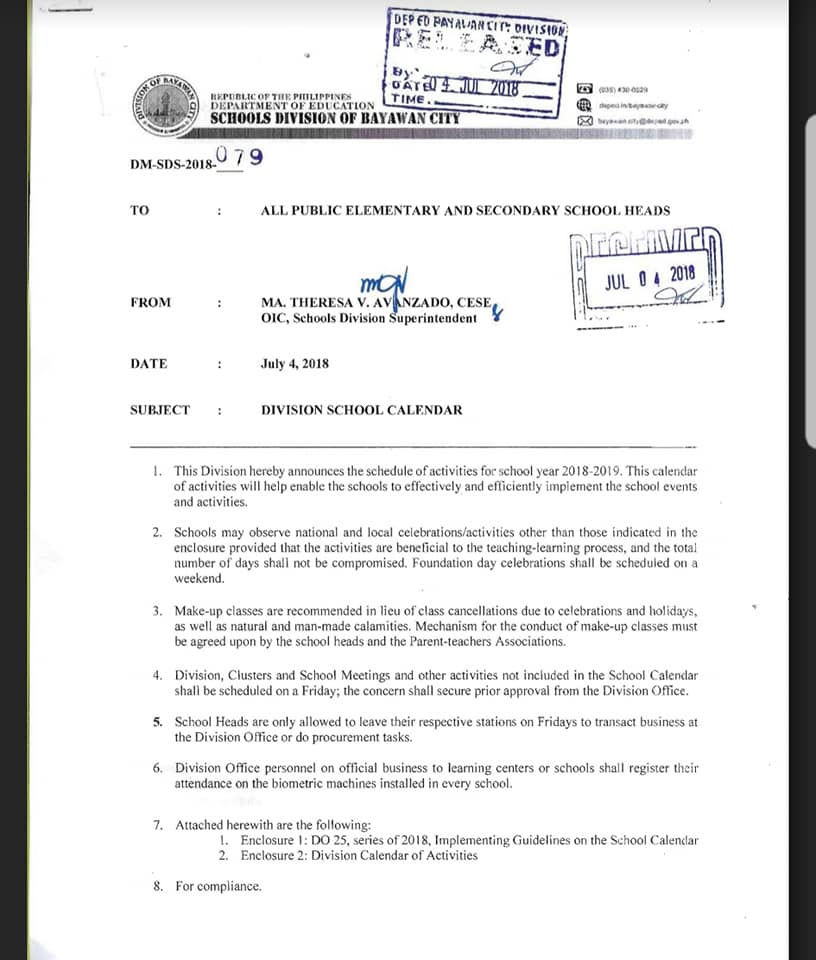 DEP ED BAYAWAN CITY DIVISION
RELEASED
By:
DATE 04 JUL 2018
TIME.
DIVISION OF BAYAWAN CITY
REPUBLIC OF THE PHILIPPINES
DEPARTMENT OF EDUCATION
SCHOOLS DIVISION OF BAYAWAN CITY
(035) 430-0529
bayawan.city@deped.gov.ph
DM-SDS-2018-079
TO : ALL PUBLIC ELEMENTARY AND SECONDARY SCHOOL HEADS
RECEIVED
JUL 04 2018
FROM : MA. THERESA V. AVANZADO, CESE
OIC, Schools Division Superintendent
DATE : July 4, 2018
SUBJECT : DIVISION SCHOOL CALENDAR
1. This Division hereby announces the schedule of activities for school year 2018-2019. This calendar
of activities will help enable the schools to effectively and efficiently implement the school events
and activities.
2. Schools may observe national and local celebrations/activities other than those indicated in the
enclosure provided that the activities are beneficial to the teaching-learning process, and the total
number of days shall not be compromised. Foundation day celebrations shall be scheduled on a
weekend.
3. Make-up classes are recommended in lieu of class cancellations due to celebrations and holidays,
as well as natural and man-made calamities. Mechanism for the conduct of make-up classes must
be agreed upon by the school heads and the Parent-teachers Associations.
4. Division, Clusters and School Meetings and other activities not included in the School Calendar
shall be scheduled on a Friday; the concern shall secure prior approval from the Division Office.
5. School Heads are only allowed to leave their respective stations on Fridays to transact business at
the Division Office or do procurement tasks.
6. Division Office personnel on official business to learning centers or schools shall register their
attendance on the biometric machines installed in every school.
7. Attached herewith are the following:
1. Enclosure 1: DO 25, series of 2018, Implementing Guidelines on the School Calendar
2. Enclosure 2: Division Calendar of Activities
8. For compliance.